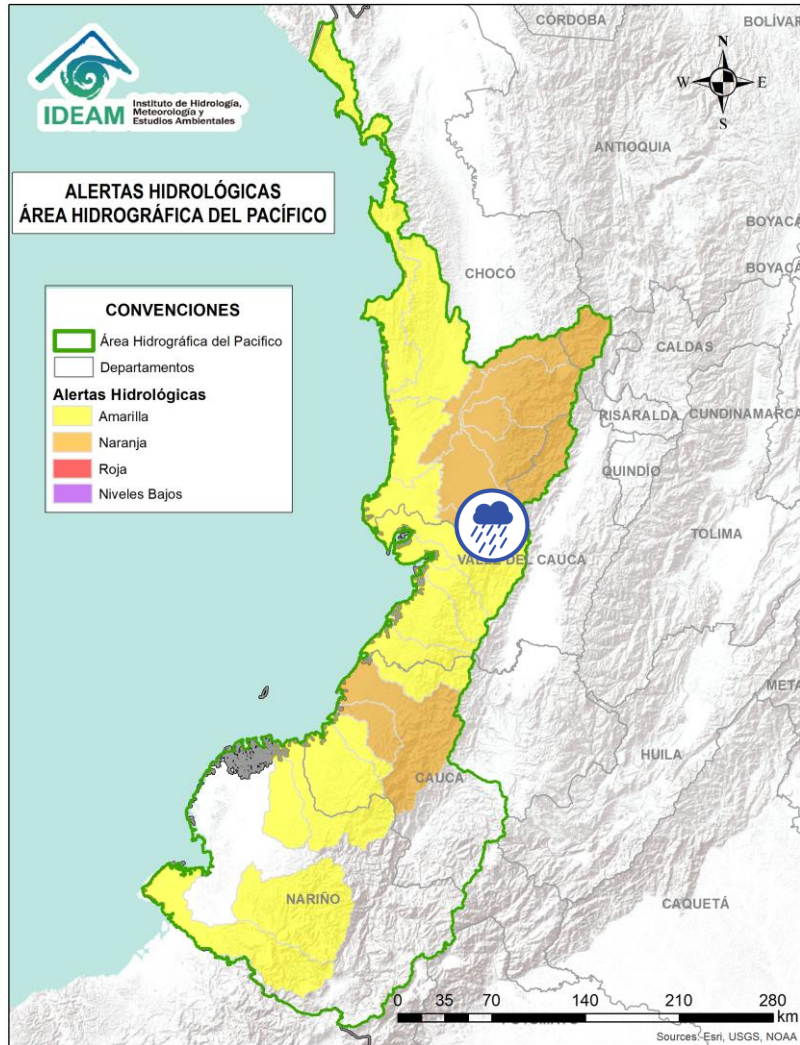 CÓRDOBA
BOLÍVAR
IDEAM
Instituto de Hidrología,
Meteorología y
Estudios Ambientales
N
W
E
S
ANTIOQUIA
ALERTAS HIDROLÓGICAS
ÁREA HIDROGRÁFICA DEL PACÍFICO
BOYACÁ
BOYACÁ
CHOCÓ
CONVENCIONES
Área Hidrográfica del Pacifico
Departamentos
Alertas Hidrológicas
Amarilla
Naranja
Roja
Niveles Bajos
CALDAS
RISARALDA
CUNDINAMARCA
QUINDÍO
TOLIMA
VALLE DEL CAUCA
META
HUILA
CAUCA
NARIÑO
CAQUETÁ
0 35 70 140 210 280
km
Sources: Esri, USGS, NOAA